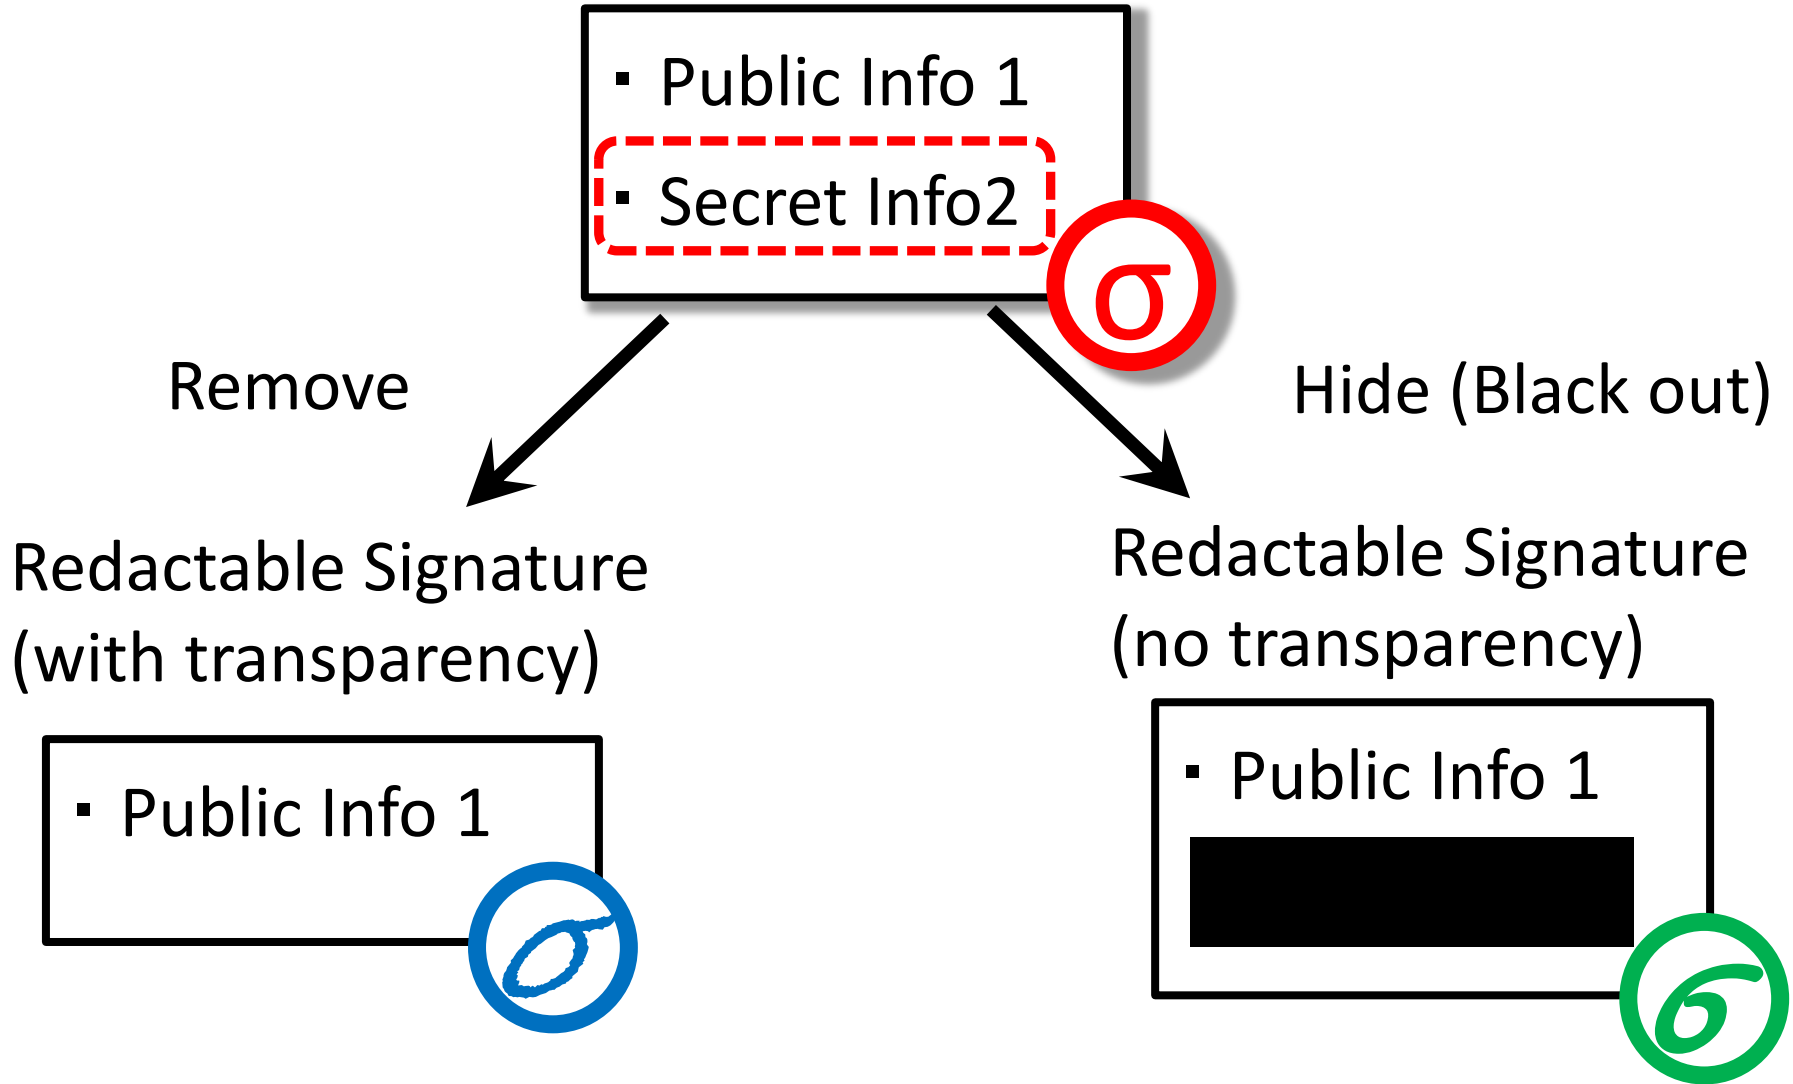 ▪ Public Info 1
▪ Secret Info2
σ
Remove
Hide (Black out)
Redactable Signature
(with transparency)
▪ Public Info 1
σ
Redactable Signature
(no transparency)
▪ Public Info 1
σ